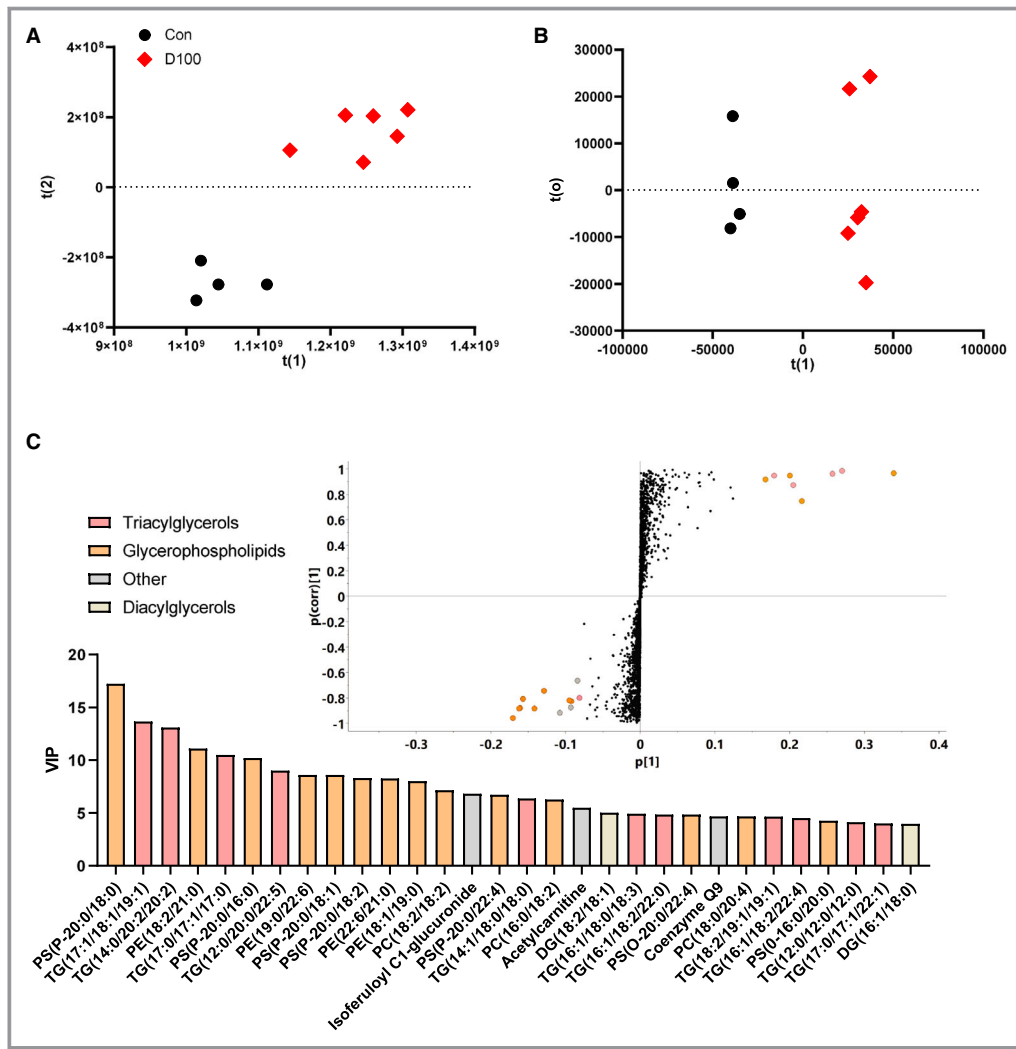 A
Con
D100
4×10⁸
2×10⁸
0
-2×10⁸
-4×10⁸
t(2)
9×10⁸
1×10⁹
1.1×10⁹
1.2×10⁹
1.3×10⁹
1.4×10⁹
t(1)
B
30000
20000
10000
0
-10000
-20000
-30000
t(o)
-100000
-50000
0
50000
100000
t(1)
C
Triacylglycerols
Glycerophospholipids
Other
Diacylglycerols
1
0.8
0.6
0.4
0.2
0
-0.2
-0.4
-0.6
-0.8
-1
p(corr)[1]
-0.3
-0.2
-0.1
0
0.1
0.2
0.3
0.4
p[1]
20
15
10
5
0
VIP
PS(P-20:0/18:0)
TG(17:1/18:1/19:1)
TG(14:0/20:2/20:2)
PE(18:2/21:0)
TG(17:0/17:1/17:0)
PS(P-20:0/16:0)
TG(12:0/20:0/22:5)
PE(19:0/22:6)
PS(P-20:0/18:1)
PS(P-20:0/18:2)
PE(22:6/21:0)
PE(18:1/19:0)
PC(18:2/18:2)
Isoferuloyl C1-glucuronide
PS(P-20:0/22:4)
TG(14:1/18:0/18:0)
PC(16:0/18:2)
Acetylcarnitine
DG(18:2/18:1)
TG(16:1/18:0/18:3)
TG(16:1/18:2/22:0)
PS(O-20:0/22:4)
Coenzyme Q9
PC(18:0/20:4)
TG(18:2/19:1/19:1)
TG(16:1/18:2/22:4)
PS(0-16:0/20:0)
TG(12:0/12:0/12:0)
TG(17:0/17:1/22:1)
DG(16:1/18:0)